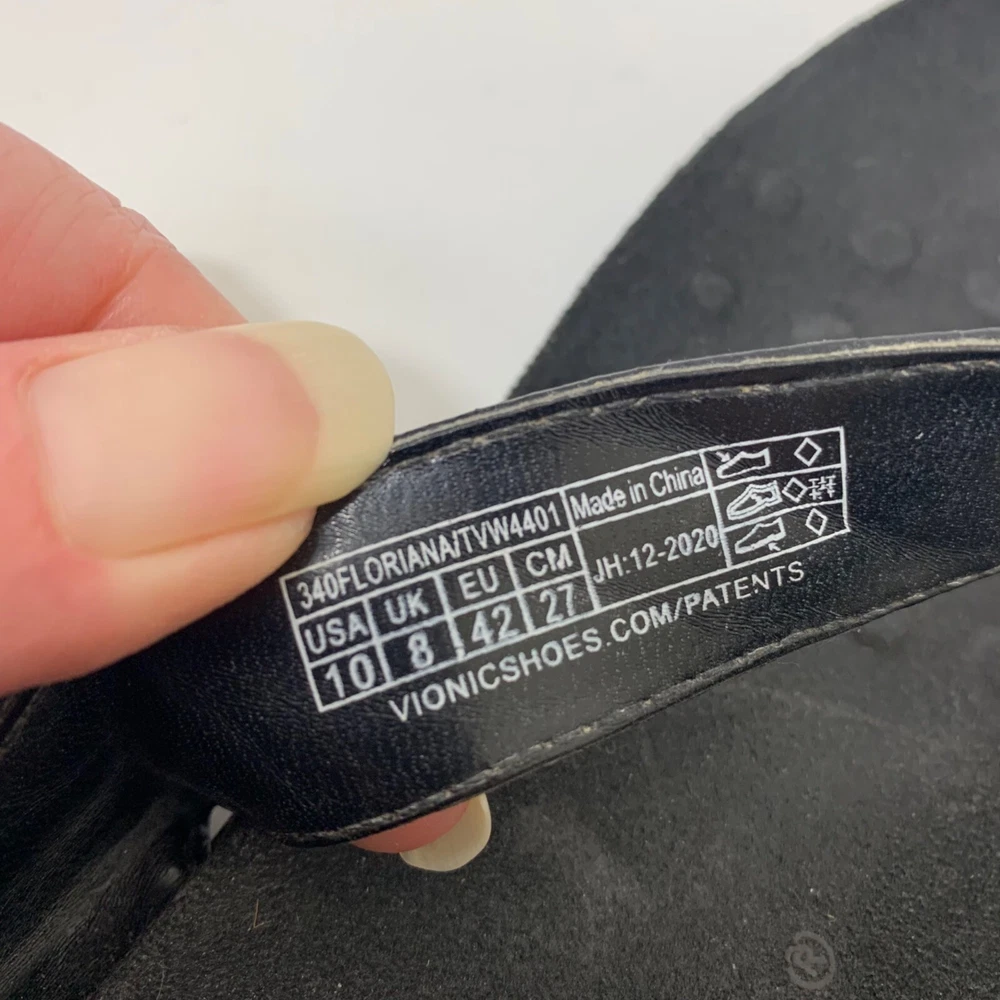 340FLORIANA/TVW4401 Made in China
USA UK EU CM JH:12-2020
10 8 42 27
VIONICSHOES.COM/PATENTS
®